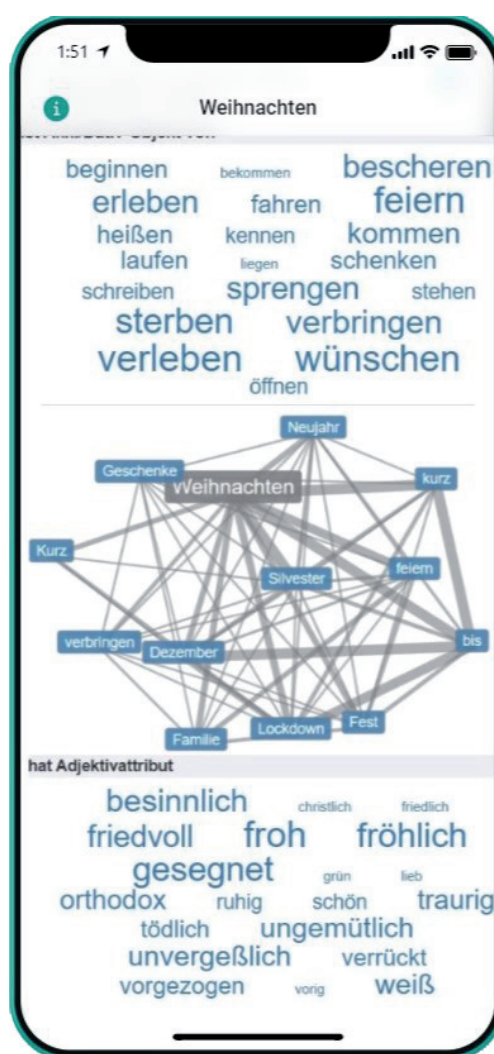 1:51
i
Weihnachten
beginnen bekommen bescheren
erleben fahren feiern
heißen kennen kommen
laufen liegen schenken
schreiben sprengen stehen
sterben verbringen
verleben wünschen
öffnen
Neujahr
Geschenke
Weihnachten
kurz
Kurz
Silvester
feiern
verbringen
Dezember
bis
Familie
Lockdown
Fest
hat Adjektivattribut
besinnlich christlich friedlich
friedvoll froh fröhlich
gesegnet grün lieb
orthodox ruhig schön traurig
tödlich ungemütlich
unvergeßlich verrückt
vorgezogen vorig weiß